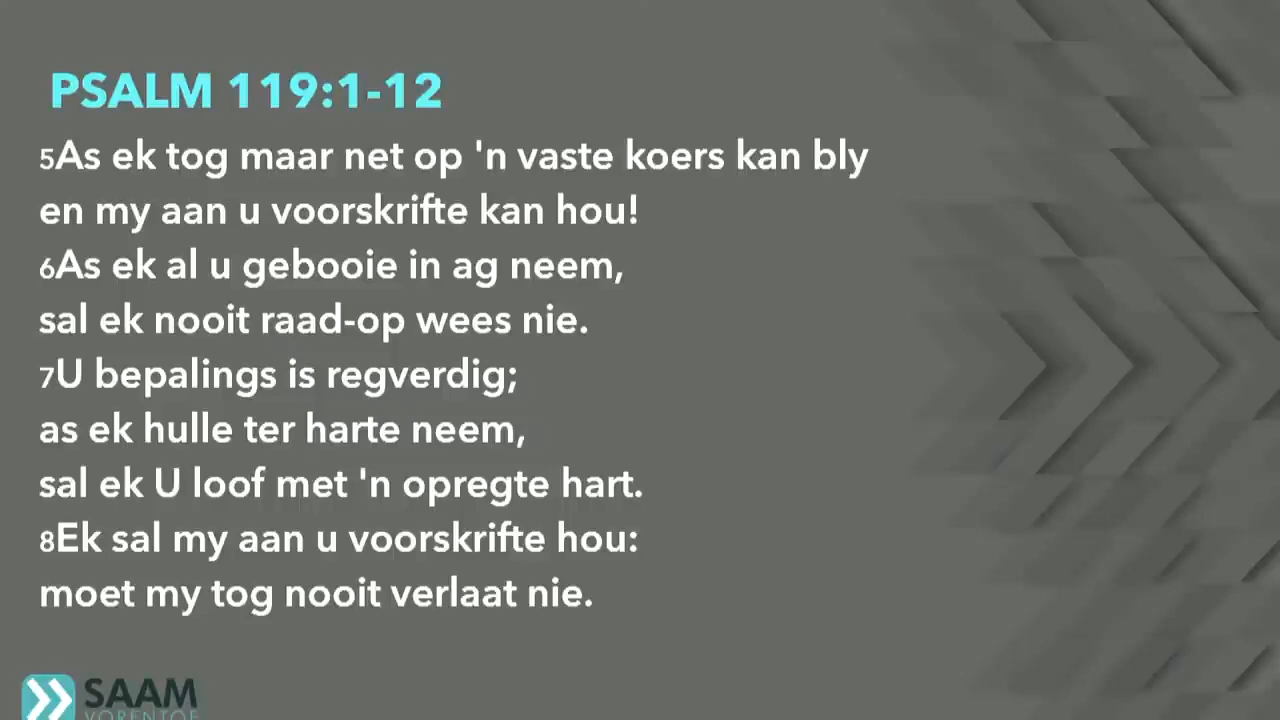 PSALM 119:1-12
5As ek tog maar net op 'n vaste koers kan bly
en my aan u voorskrifte kan hou!
6As ek al u gebooie in ag neem,
sal ek nooit raad-op wees nie.
7U bepalings is regverdig;
as ek hulle ter harte neem,
sal ek U loof met 'n opregte hart.
8Ek sal my aan u voorskrifte hou:
moet my tog nooit verlaat nie.
SAAM
VORENTOE